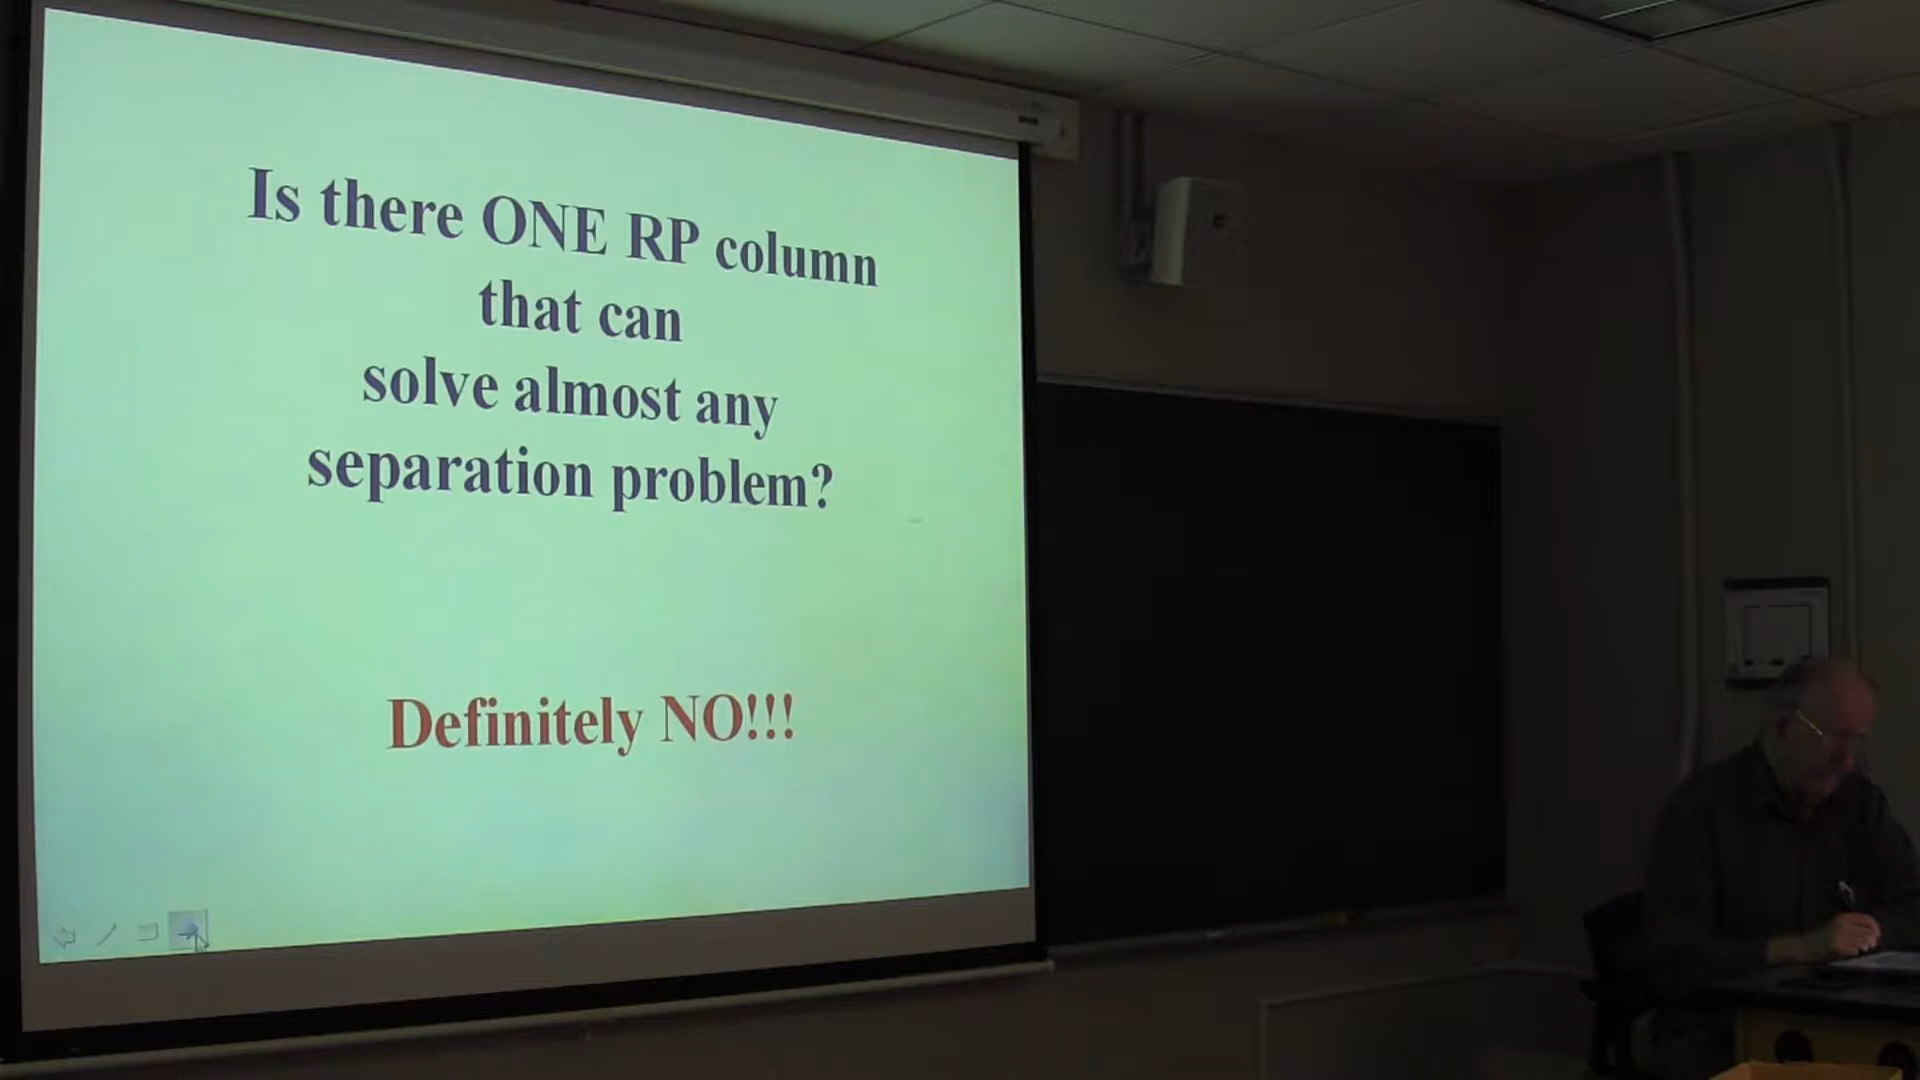 Is there ONE RP column
that can
solve almost any
separation problem?
Definitely NO!!!